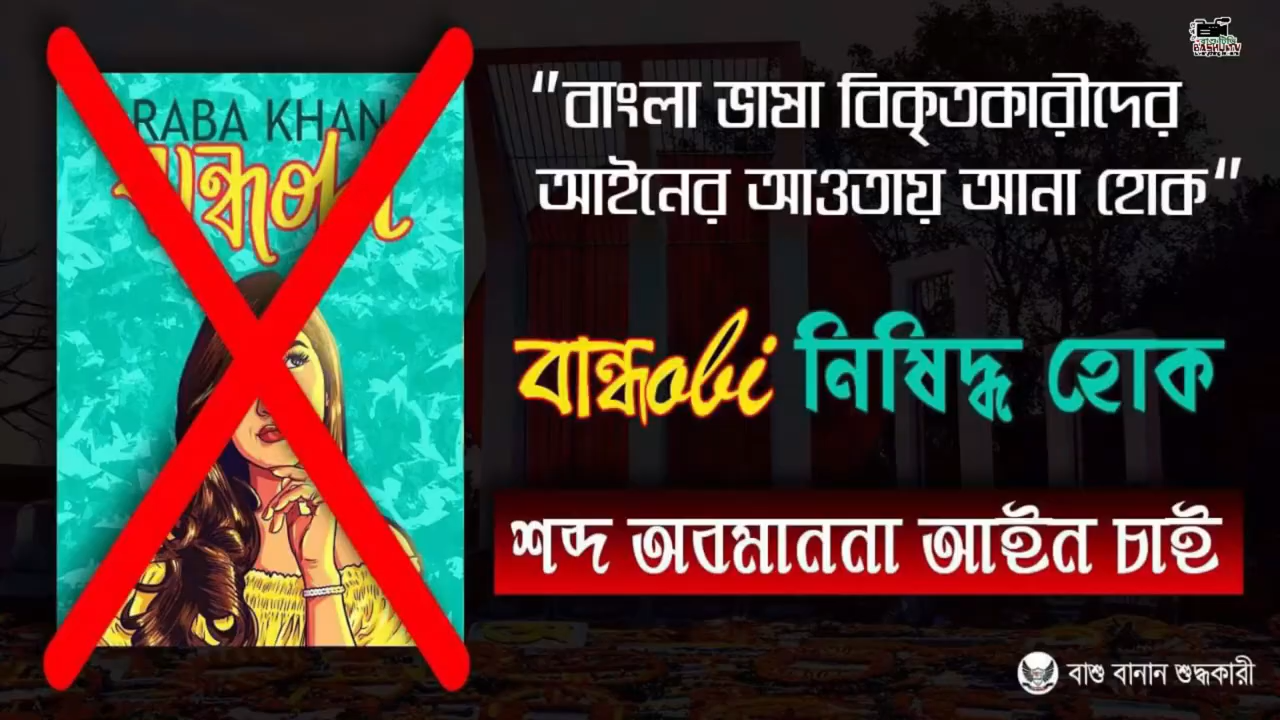 RABA KHAN
বান্ধobi
"বাংলা ভাষা বিকৃতকারীদের
আইনের আওতায় আনা হোক"
বান্ধobi নিষিদ্ধ হোক
শব্দ অবমাননা আইন চাই
বাশু বানান শুদ্ধকারী